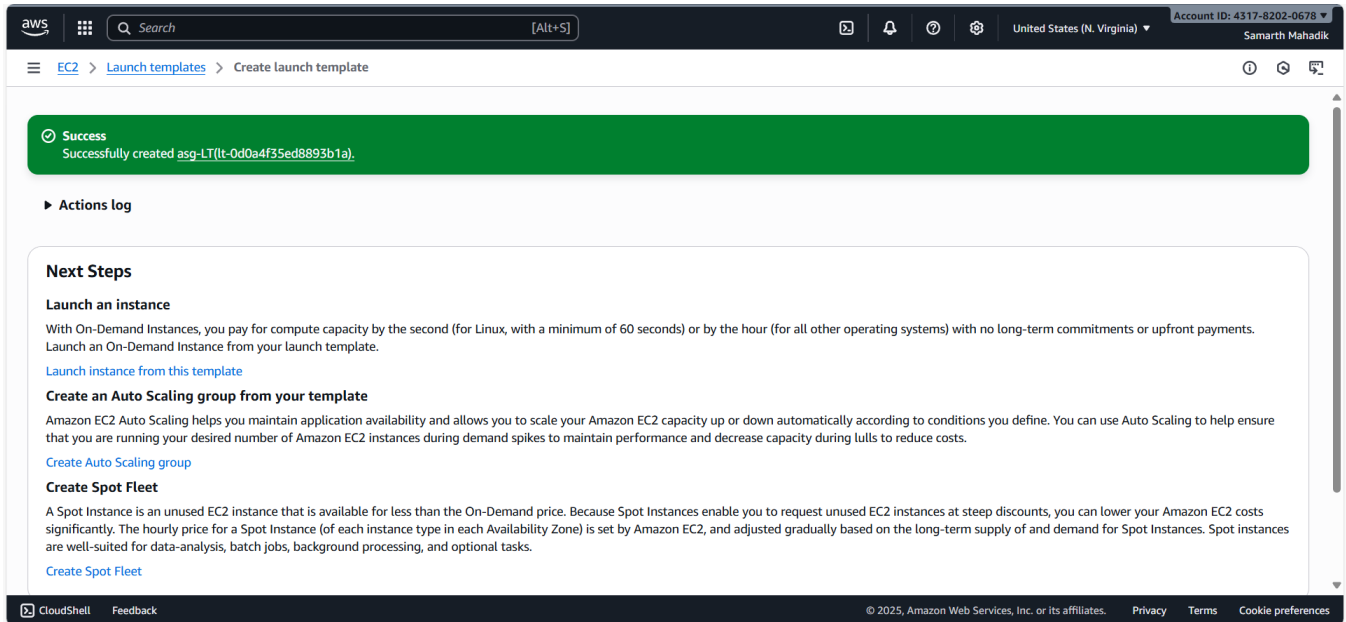 aws
Search [Alt+S]
United States (N. Virginia) ▼
Account ID: 4317-8202-0678 ▼
Samarth Mahadik
EC2 > Launch templates > Create launch template
Success
Successfully created asg-LT(lt-0d0a4f35ed8893b1a).
Actions log
Next Steps
Launch an instance
With On-Demand Instances, you pay for compute capacity by the second (for Linux, with a minimum of 60 seconds) or by the hour (for all other operating systems) with no long-term commitments or upfront payments.
Launch an On-Demand Instance from your launch template.
Launch instance from this template
Create an Auto Scaling group from your template
Amazon EC2 Auto Scaling helps you maintain application availability and allows you to scale your Amazon EC2 capacity up or down automatically according to conditions you define. You can use Auto Scaling to help ensure
that you are running your desired number of Amazon EC2 instances during demand spikes to maintain performance and decrease capacity during lulls to reduce costs.
Create Auto Scaling group
Create Spot Fleet
A Spot Instance is an unused EC2 instance that is available for less than the On-Demand price. Because Spot Instances enable you to request unused EC2 instances at steep discounts, you can lower your Amazon EC2 costs
significantly. The hourly price for a Spot Instance (of each instance type in each Availability Zone) is set by Amazon EC2, and adjusted gradually based on the long-term supply of and demand for Spot Instances. Spot instances
are well-suited for data-analysis, batch jobs, background processing, and optional tasks.
Create Spot Fleet
CloudShell Feedback © 2025, Amazon Web Services, Inc. or its affiliates. Privacy Terms Cookie preferences